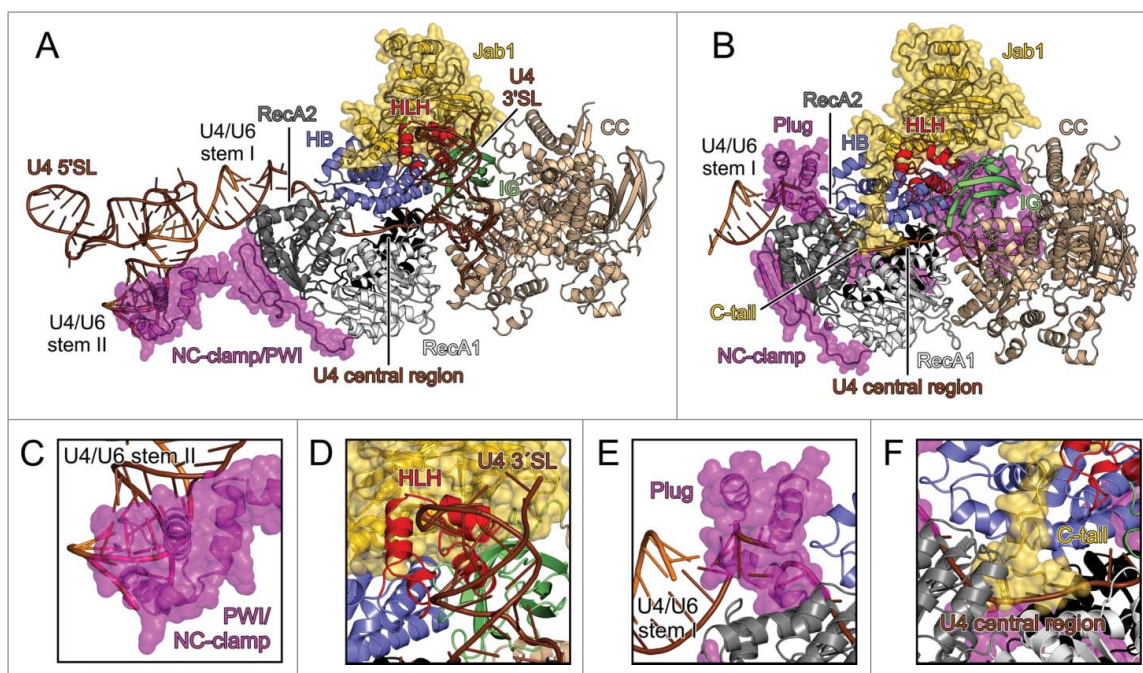 A
Jab1
U4
3'SL
RecA2
HLH
CC
U4/U6
stem I
HB
U4 5'SL
IG
U4/U6
stem II
NC-clamp/PWI
RecA1
U4 central region
B
Jab1
RecA2
HLH
CC
Plug
HB
U4/U6
stem I
IG
C-tail
NC-clamp
RecA1
U4 central region
C
U4/U6 stem II
PWI/
NC-clamp
D
U4 3´SL
HLH
E
Plug
U4/U6
stem I
F
C-tail
U4 central region